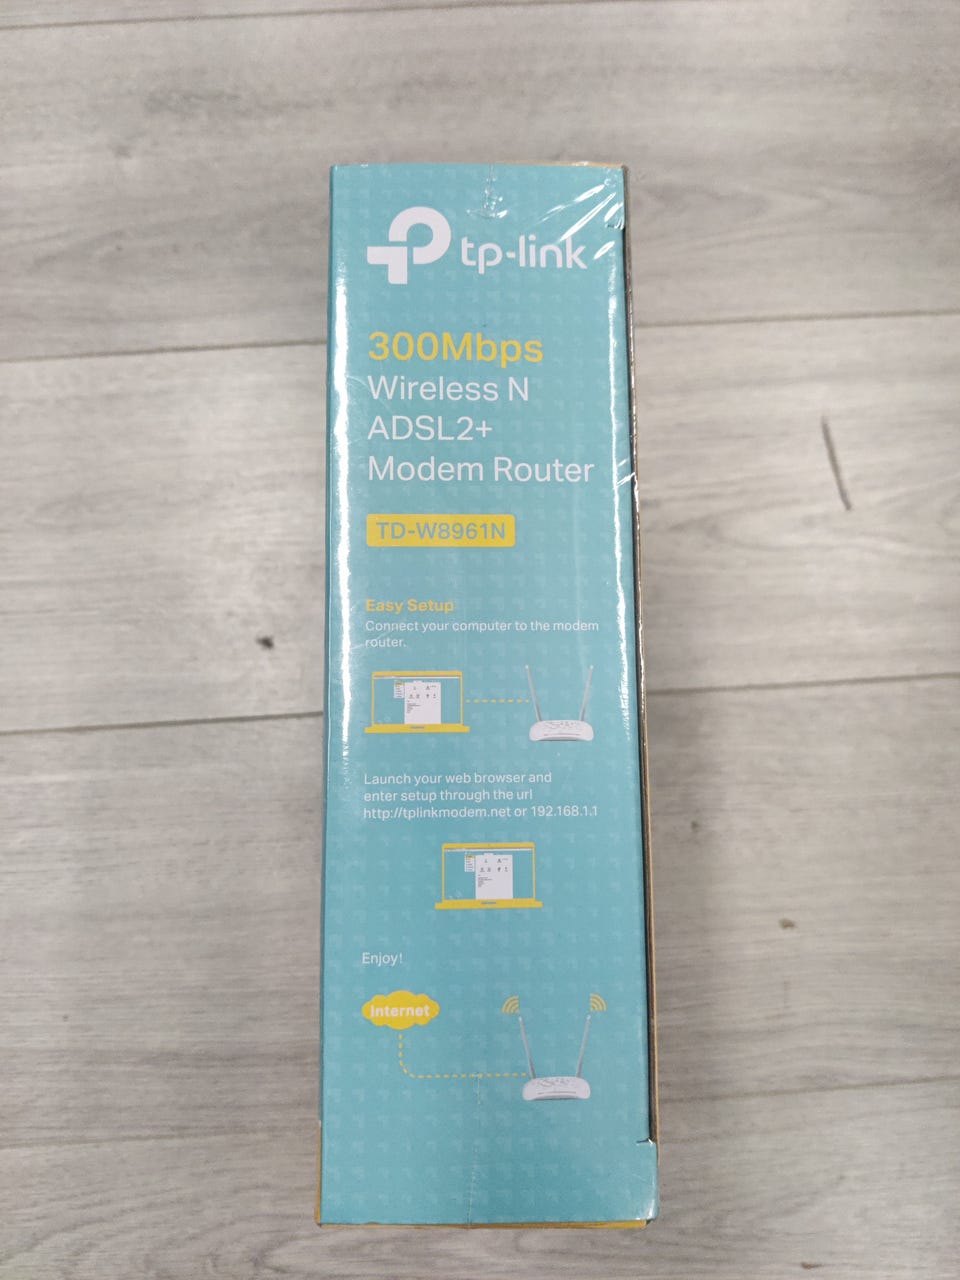 tp-link
300Mbps
Wireless N
ADSL2+
Modem Router
TD-W8961N
Easy Setup
Connect your computer to the modem
router.
Launch your web browser and
enter setup through the url
http://tplinkmodem.net or 192.168.1.1
Enjoy!
Internet